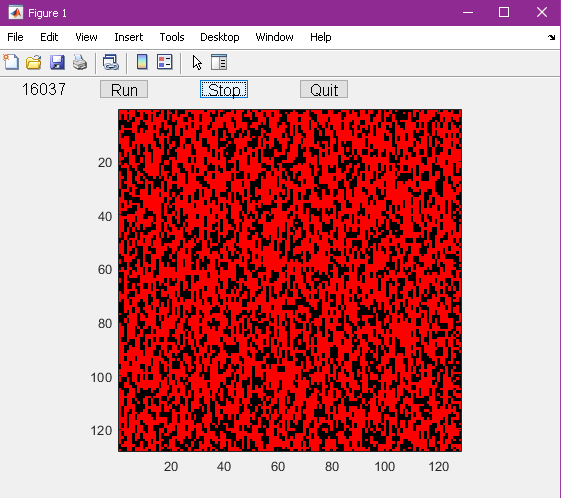 Figure 1
File Edit View Insert Tools Desktop Window Help
16037 Run Stop Quit
20
40
60
80
100
120
20 40 60 80 100 120